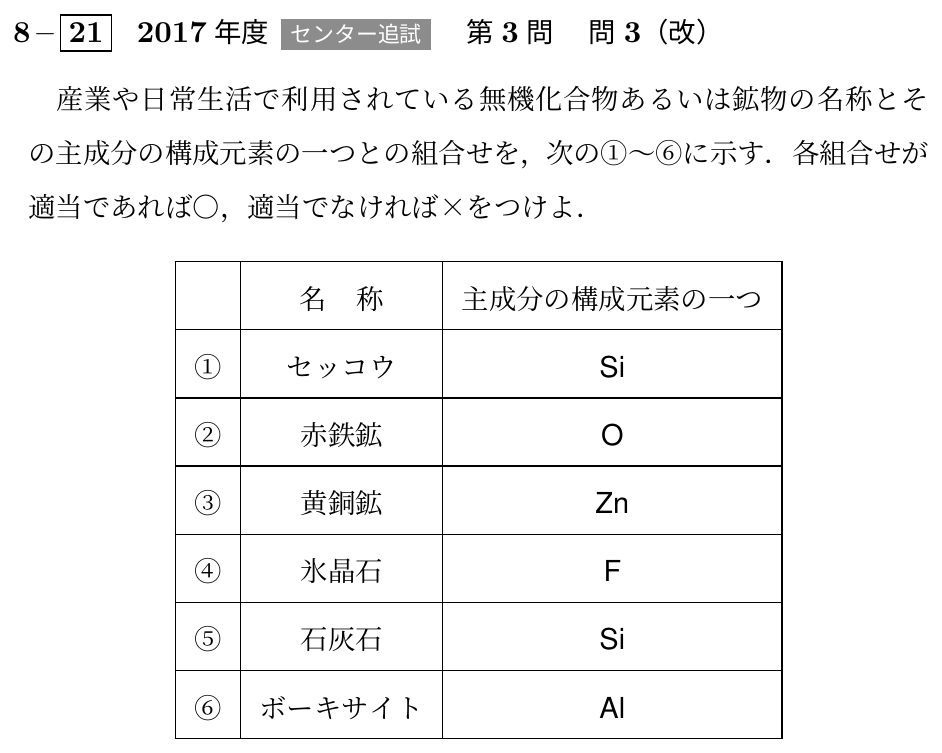 8－21 2017年度 センター追試 第3問 問3（改）
産業や日常生活で利用されている無機化合物あるいは鉱物の名称とそ
の主成分の構成元素の一つとの組合せを，次の①～⑥に示す．各組合せが
適当であれば○，適当でなければ×をつけよ．
名 称 主成分の構成元素の一つ
① セッコウ Si
② 赤鉄鉱 O
③ 黄銅鉱 Zn
④ 氷晶石 F
⑤ 石灰石 Si
⑥ ボーキサイト Al